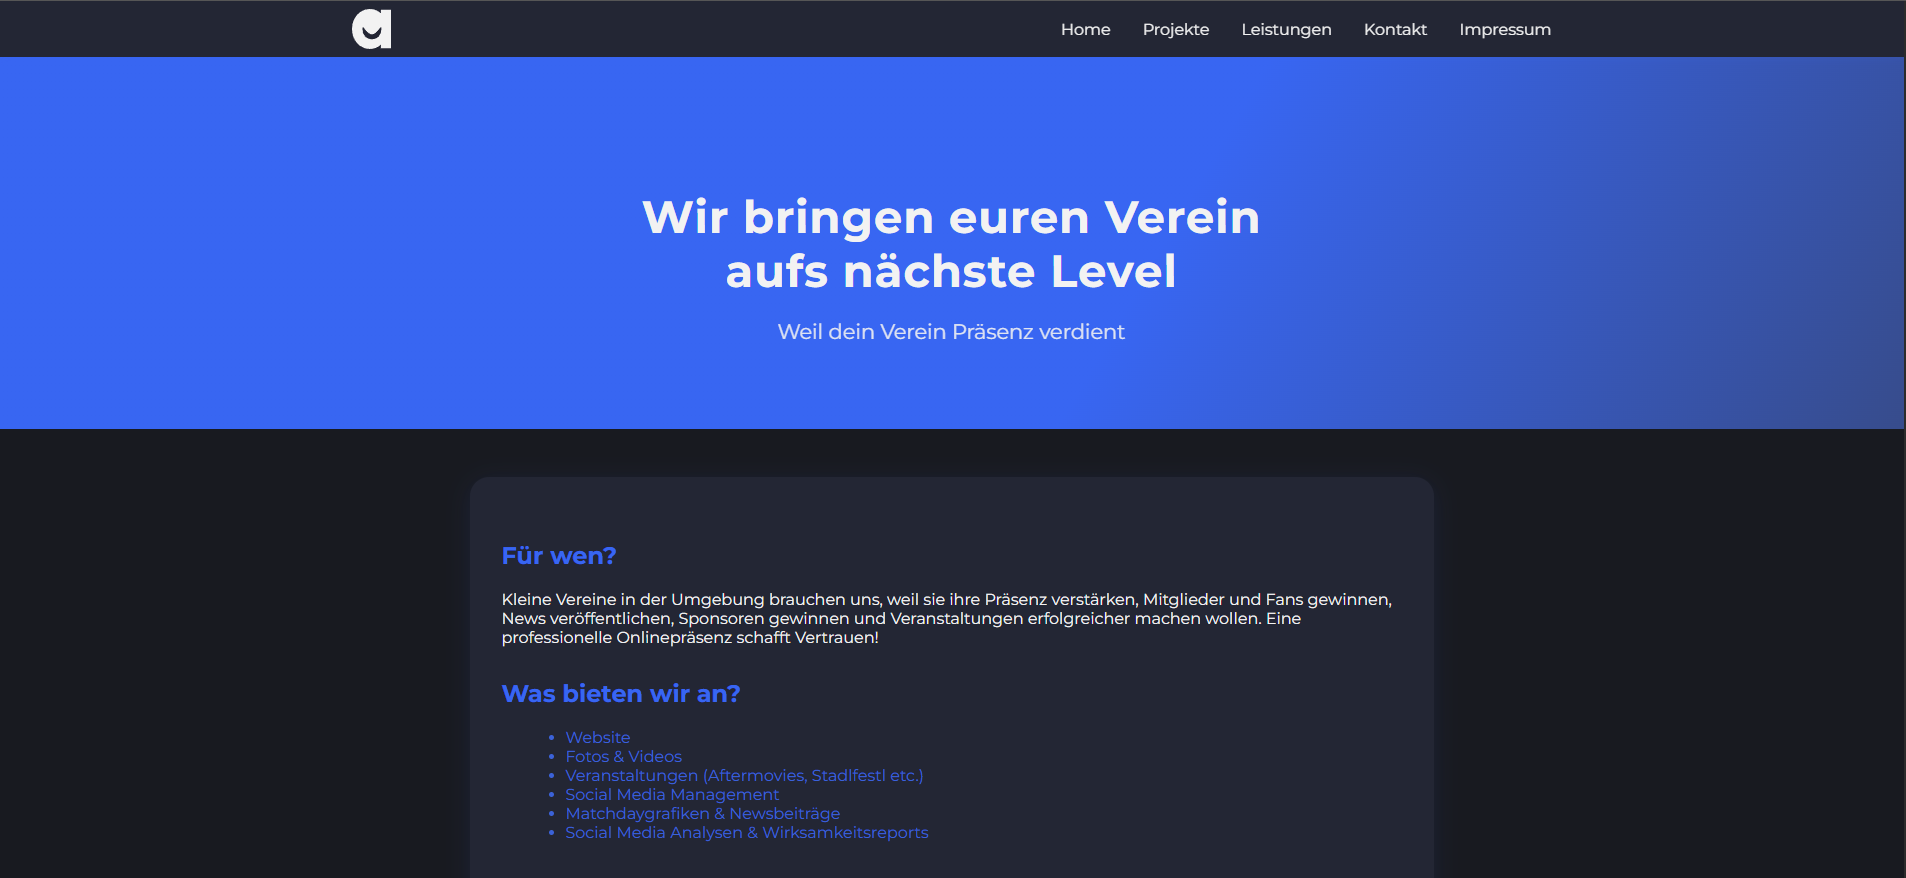 Home Projekte Leistungen Kontakt Impressum
Wir bringen euren Verein
aufs nächste Level
Weil dein Verein Präsenz verdient
Für wen?
Kleine Vereine in der Umgebung brauchen uns, weil sie ihre Präsenz verstärken, Mitglieder und Fans gewinnen,
News veröffentlichen, Sponsoren gewinnen und Veranstaltungen erfolgreicher machen wollen. Eine
professionelle Onlinepräsenz schafft Vertrauen!
Was bieten wir an?
• Website
• Fotos & Videos
• Veranstaltungen (Aftermovies, Stadlfestl etc.)
• Social Media Management
• Matchdaygrafiken & Newsbeiträge
• Social Media Analysen & Wirksamkeitsreports